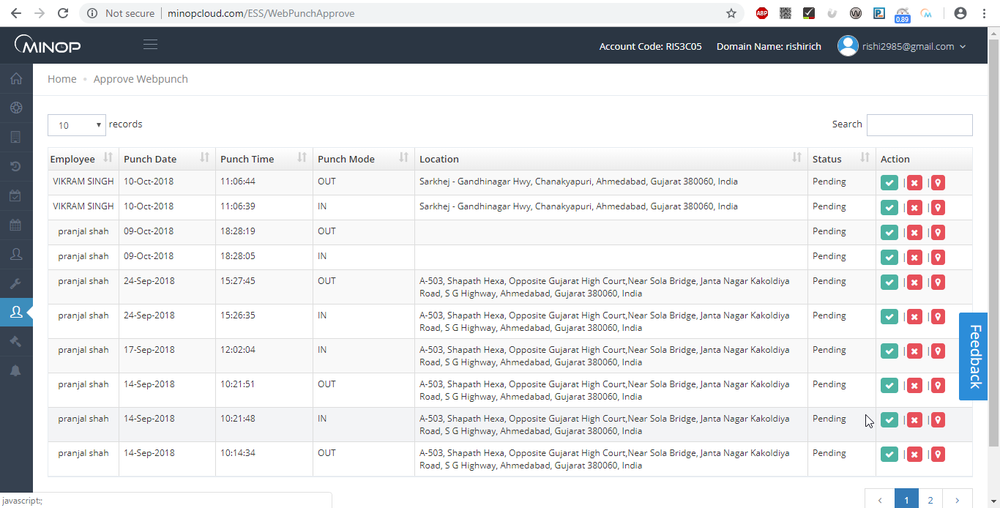 Not secure | minopcloud.com/ESS/WebPunchApprove
ABP
W
P
0.89
MINOP
Account Code: RIS3C05
Domain Name: rishirich
rishi2985@gmail.com
Home • Approve Webpunch
10 records
Search
Employee Punch Date Punch Time Punch Mode Location Status Action
VIKRAM SINGH 10-Oct-2018 11:06:44 OUT Sarkhej - Gandhinagar Hwy, Chanakyapuri, Ahmedabad, Gujarat 380060, India Pending | |
VIKRAM SINGH 10-Oct-2018 11:06:39 IN Sarkhej - Gandhinagar Hwy, Chanakyapuri, Ahmedabad, Gujarat 380060, India Pending | |
pranjal shah 09-Oct-2018 18:28:19 OUT Pending | |
pranjal shah 09-Oct-2018 18:28:05 IN Pending | |
pranjal shah 24-Sep-2018 15:27:45 OUT A-503, Shapath Hexa, Opposite Gujarat High Court,Near Sola Bridge, Janta Nagar Kakoldiya Pending | |
Road, S G Highway, Ahmedabad, Gujarat 380060, India
pranjal shah 24-Sep-2018 15:26:35 IN A-503, Shapath Hexa, Opposite Gujarat High Court,Near Sola Bridge, Janta Nagar Kakoldiya Pending | |
Road, S G Highway, Ahmedabad, Gujarat 380060, India
pranjal shah 17-Sep-2018 12:02:04 IN A-503, Shapath Hexa, Opposite Gujarat High Court,Near Sola Bridge, Janta Nagar Kakoldiya Pending | |
Road, S G Highway, Ahmedabad, Gujarat 380060, India
pranjal shah 14-Sep-2018 10:21:51 OUT A-503, Shapath Hexa, Opposite Gujarat High Court,Near Sola Bridge, Janta Nagar Kakoldiya Pending | |
Road, S G Highway, Ahmedabad, Gujarat 380060, India
pranjal shah 14-Sep-2018 10:21:48 IN A-503, Shapath Hexa, Opposite Gujarat High Court,Near Sola Bridge, Janta Nagar Kakoldiya Pending | |
Road, S G Highway, Ahmedabad, Gujarat 380060, India
pranjal shah 14-Sep-2018 10:14:34 OUT A-503, Shapath Hexa, Opposite Gujarat High Court,Near Sola Bridge, Janta Nagar Kakoldiya Pending | |
Road, S G Highway, Ahmedabad, Gujarat 380060, India
Feedback
‹ 1 2 ›
javascript:;